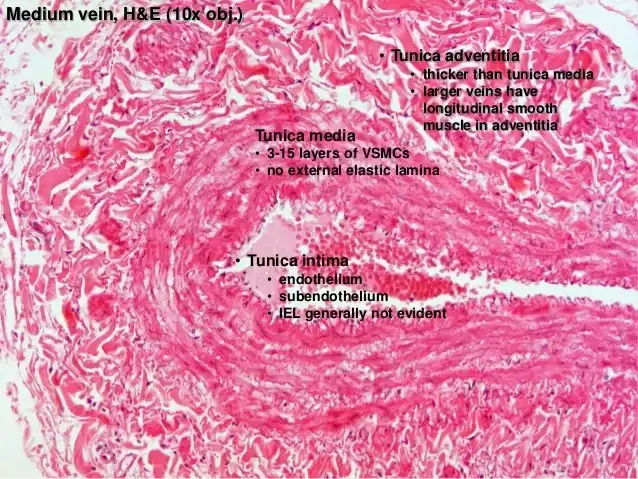 Medium vein, H&E (10x obj.)
• Tunica adventitia
• thicker than tunica media
• larger veins have
longitudinal smooth
muscle in adventitia
Tunica media
• 3-15 layers of VSMCs
• no external elastic lamina
• Tunica intima
• endothelium
• subendothelium
• IEL generally not evident